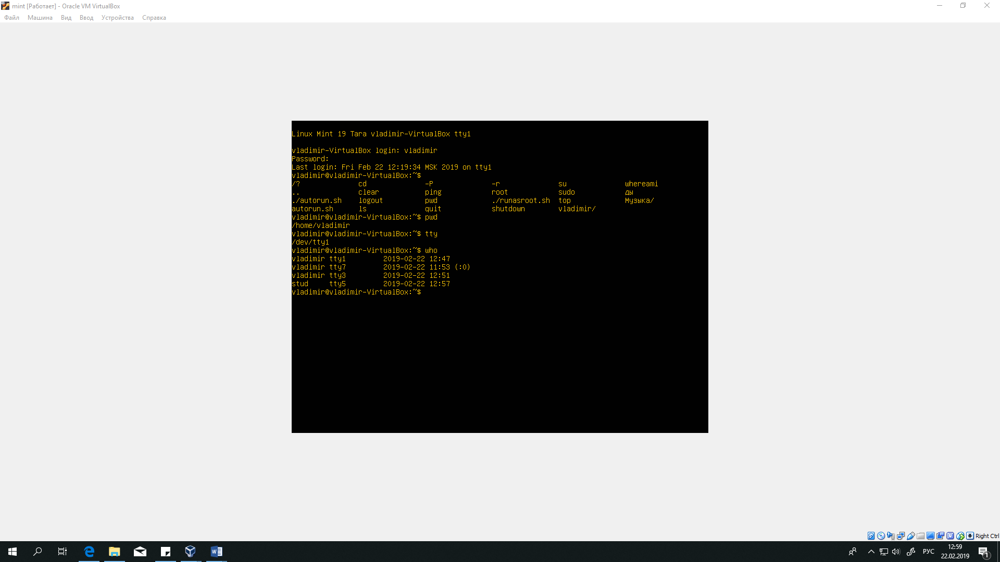 mint [Работает] - Oracle VM VirtualBox
Файл Машина Вид Ввод Устройства Справка
Linux Mint 19 Tara vladimir-VirtualBox tty1
vladimir-VirtualBox login: vladimir
Password:
Last login: Fri Feb 22 12:19:34 MSK 2019 on tty1
vladimir@vladimir-VirtualBox:~$
/? cd -P -r su whereami
.. clear ping root sudo ды
./autorun.sh logout pwd ./runasroot.sh top Музыка/
autorun.sh ls quit shutdown vladimir/
vladimir@vladimir-VirtualBox:~$ pwd
/home/vladimir
vladimir@vladimir-VirtualBox:~$ tty
/dev/tty1
vladimir@vladimir-VirtualBox:~$ who
vladimir tty1 2019-02-22 12:47
vladimir tty7 2019-02-22 11:53 (:0)
vladimir tty3 2019-02-22 12:51
stud tty5 2019-02-22 12:57
vladimir@vladimir-VirtualBox:~$
Right Ctrl
РУС
12:59
22.02.2019
1